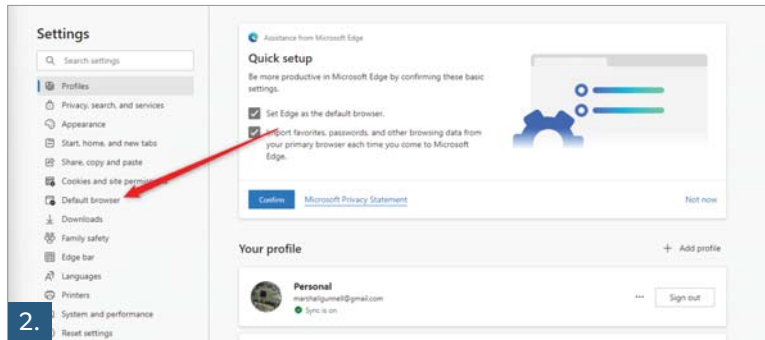 Settings
Search settings
Profiles
Privacy, search, and services
Appearance
Start, home, and new tabs
Share, copy and paste
Cookies and site
Default browser
Downloads
Family safety
Edge bar
Languages
Printers
System and performance
Reset settings
2.
Assistance from Microsoft Edge
Quick setup
Be more productive in Microsoft Edge by confirming these basic
settings.
Set Edge as the default browser.
Import favorites, passwords, and other browsing data from
your primary browser each time you come to Microsoft
Edge.
Confirm Microsoft Privacy Statement Not now
Your profile + Add profile
Personal
marshallgunnell@gmail.com
Sync is on
... Sign out